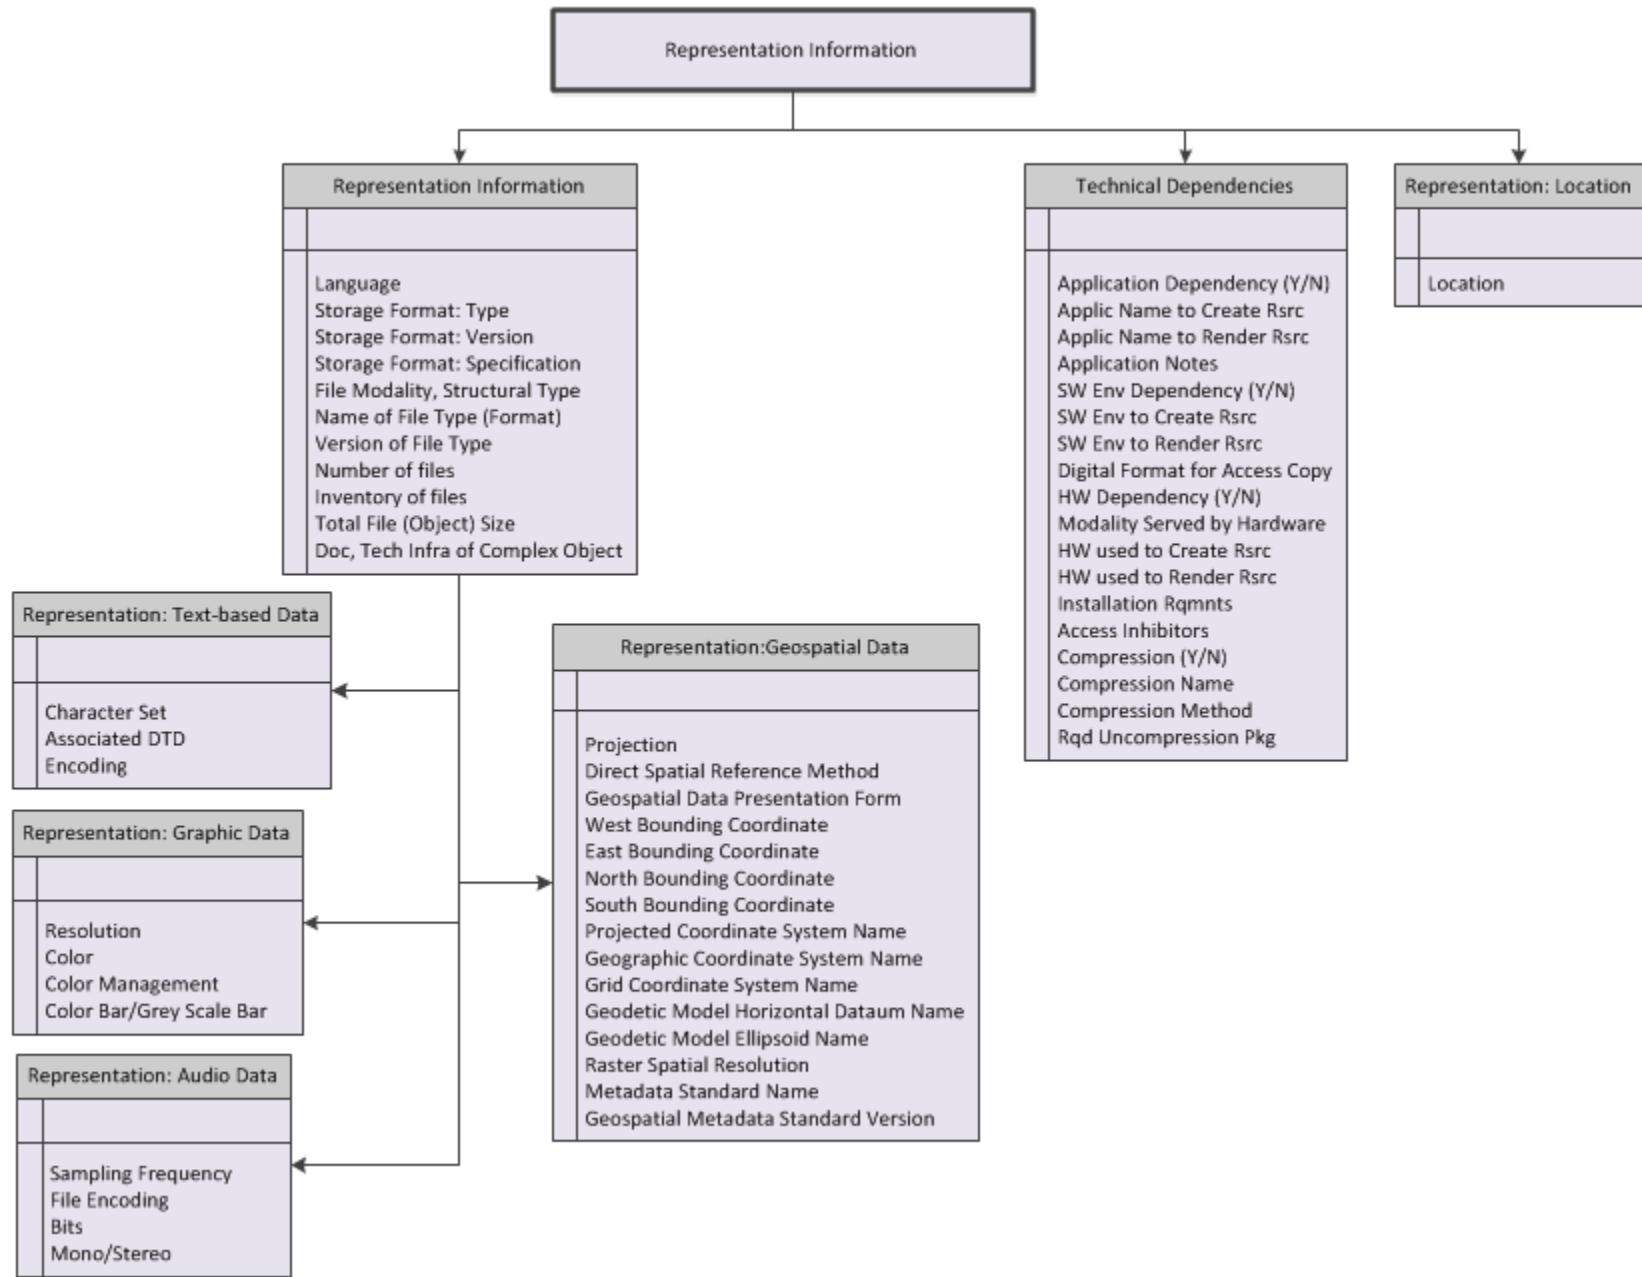 Representation Information
Representation Information
Language
Storage Format: Type
Storage Format: Version
Storage Format: Specification
File Modality, Structural Type
Name of File Type (Format)
Version of File Type
Number of files
Inventory of files
Total File (Object) Size
Doc, Tech Infra of Complex Object
Technical Dependencies
Application Dependency (Y/N)
Applic Name to Create Rsrc
Applic Name to Render Rsrc
Application Notes
SW Env Dependency (Y/N)
SW Env to Create Rsrc
SW Env to Render Rsrc
Digital Format for Access Copy
HW Dependency (Y/N)
Modality Served by Hardware
HW used to Create Rsrc
HW used to Render Rsrc
Installation Rqmnts
Access Inhibitors
Compression (Y/N)
Compression Name
Compression Method
Rqd Uncompression Pkg
Representation: Location
Location
Representation: Text-based Data
Character Set
Associated DTD
Encoding
Representation: Graphic Data
Resolution
Color
Color Management
Color Bar/Grey Scale Bar
Representation: Audio Data
Sampling Frequency
File Encoding
Bits
Mono/Stereo
Representation:Geospatial Data
Projection
Direct Spatial Reference Method
Geospatial Data Presentation Form
West Bounding Coordinate
East Bounding Coordinate
North Bounding Coordinate
South Bounding Coordinate
Projected Coordinate System Name
Geographic Coordinate System Name
Grid Coordinate System Name
Geodetic Model Horizontal Dataum Name
Geodetic Model Ellipsoid Name
Raster Spatial Resolution
Metadata Standard Name
Geospatial Metadata Standard Version